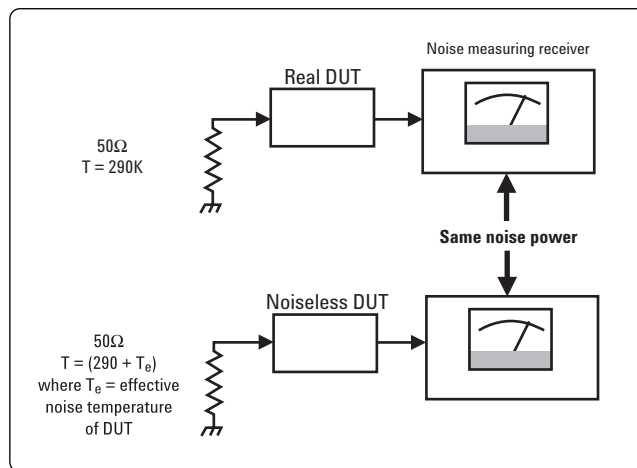 Noise measuring receiver
Real DUT
50Ω
T = 290K
Same noise power
Noiseless DUT
50Ω
T = (290 + Te)
where Te = effective
noise temperature
of DUT